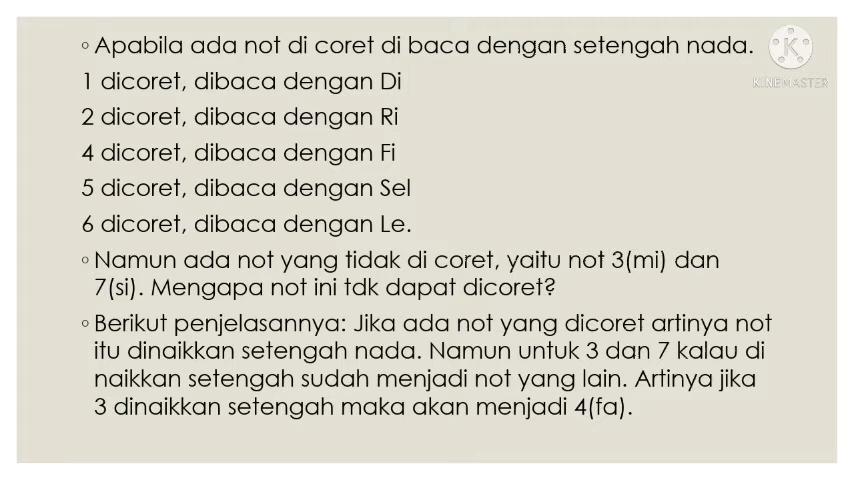 ◦ Apabila ada not di coret di baca dengan setengah nada.
1 dicoret, dibaca dengan Di
2 dicoret, dibaca dengan Ri
4 dicoret, dibaca dengan Fi
5 dicoret, dibaca dengan Sel
6 dicoret, dibaca dengan Le.
◦ Namun ada not yang tidak di coret, yaitu not 3(mi) dan
7(si). Mengapa not ini tdk dapat dicoret?
◦ Berikut penjelasannya: Jika ada not yang dicoret artinya not
itu dinaikkan setengah nada. Namun untuk 3 dan 7 kalau di
naikkan setengah sudah menjadi not yang lain. Artinya jika
3 dinaikkan setengah maka akan menjadi 4(fa).
K
KINEMASTER